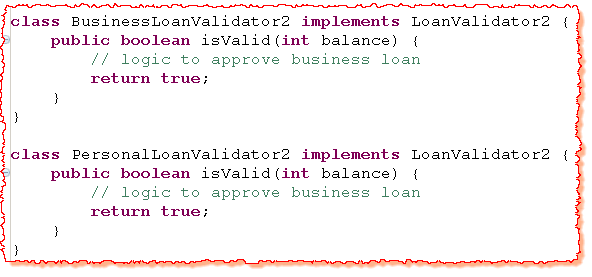 class BusinessLoanValidator2 implements LoanValidator2 {
    public boolean isValid(int balance) {
        // logic to approve business loan
        return true;
    }
}

class PersonalLoanValidator2 implements LoanValidator2 {
    public boolean isValid(int balance) {
        // logic to approve business loan
        return true;
    }
}